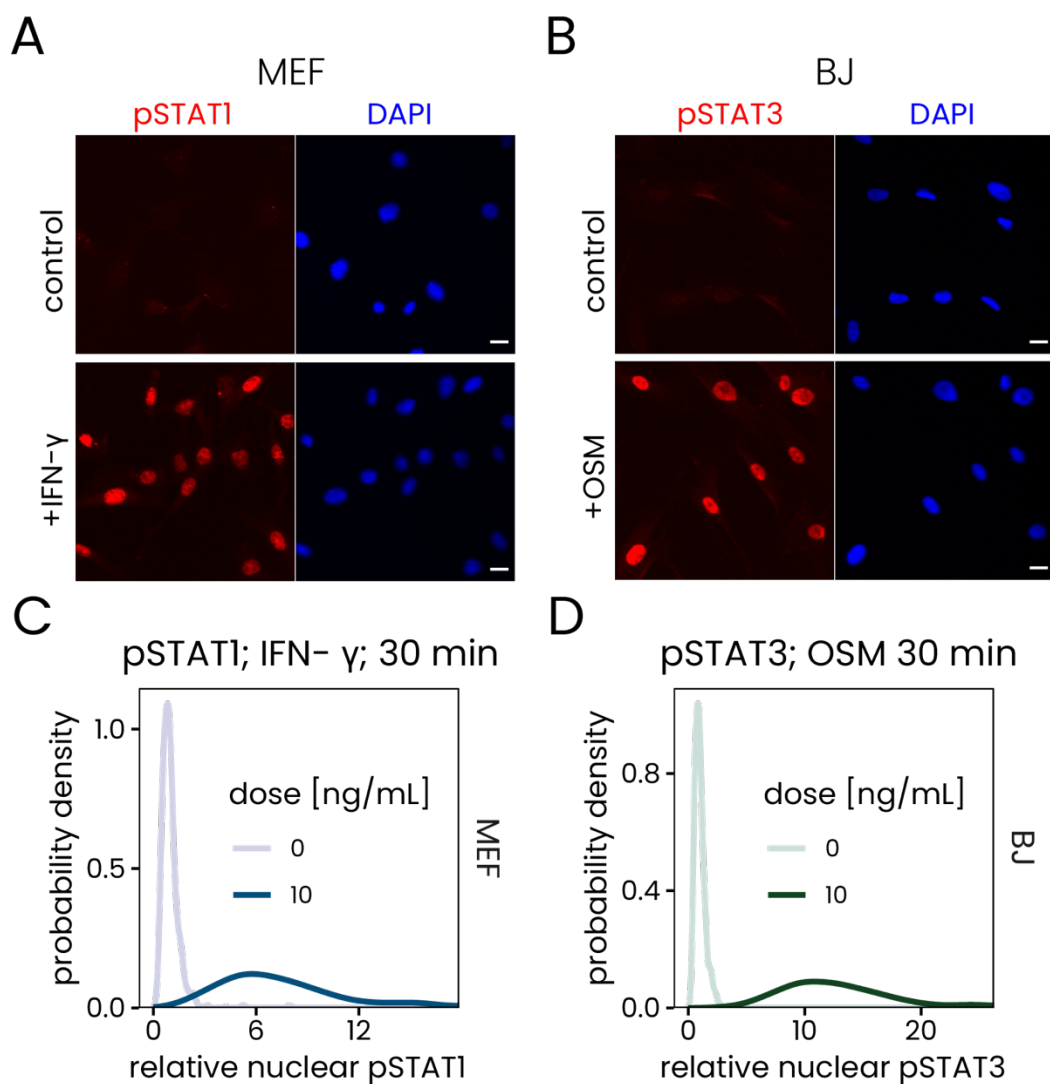 A
MEF
pSTAT1
DAPI
control
+IFN-γ
B
BJ
pSTAT3
DAPI
control
+OSM
C
pSTAT1; IFN- γ; 30 min
probability density
1.0
0.5
0.0
dose [ng/mL]
0
10
MEF
0
6
12
relative nuclear pSTAT1
D
pSTAT3; OSM 30 min
probability density
0.8
0.4
0.0
dose [ng/mL]
0
10
BJ
0
10
20
relative nuclear pSTAT3